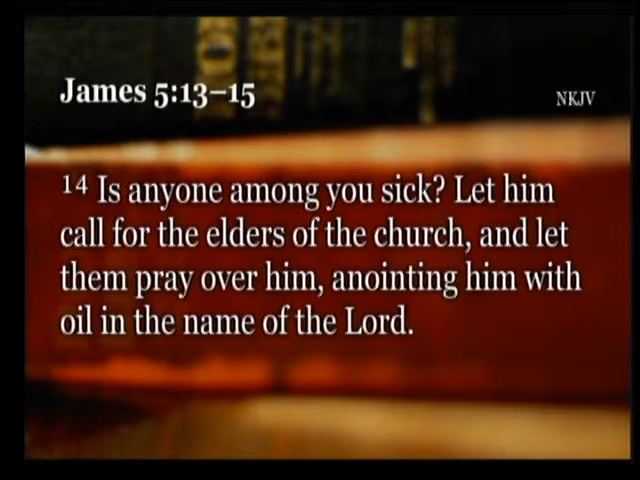 James 5:13–15
NKJV
14 Is anyone among you sick? Let him
call for the elders of the church, and let
them pray over him, anointing him with
oil in the name of the Lord.